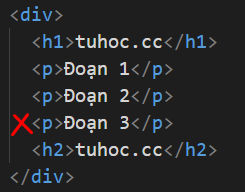 <div>
<h1>tuhoc.cc</h1>
<p>Đoạn 1</p>
<p>Đoạn 2</p>
<p>Đoạn 3</p>
<h2>tuhoc.cc</h2>
</div>